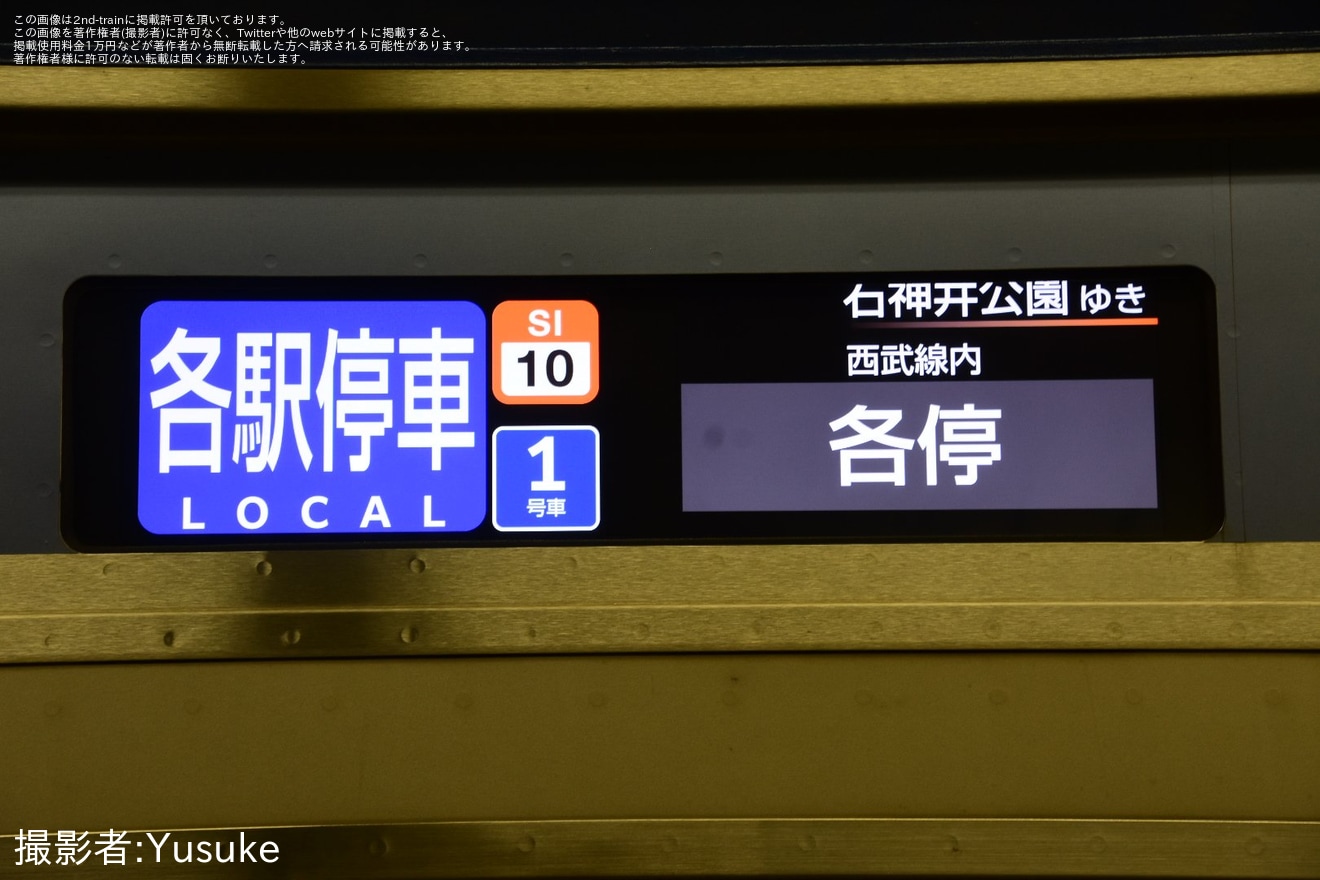 この画像は2nd-trainに掲載許可を頂いております。
この画像を著作権者(撮影者)に許可なく、Twitterや他のwebサイトに掲載すると、
掲載使用料金1万円などが著作者から無断転載した方へ請求される可能性があります。
著作権者様に許可のない転載は固くお断りいたします。
各駅停車
LOCAL
SI
10
1
号車
石神井公園 ゆき
西武線内
各停
撮影者:Yusuke